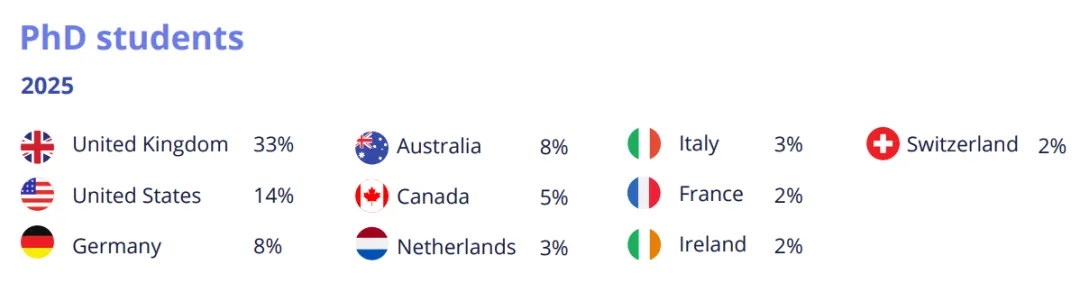 PhD students
2025
United Kingdom 33%
United States 14%
Germany 8%
Australia 8%
Canada 5%
Netherlands 3%
Italy 3%
France 2%
Ireland 2%
Switzerland 2%